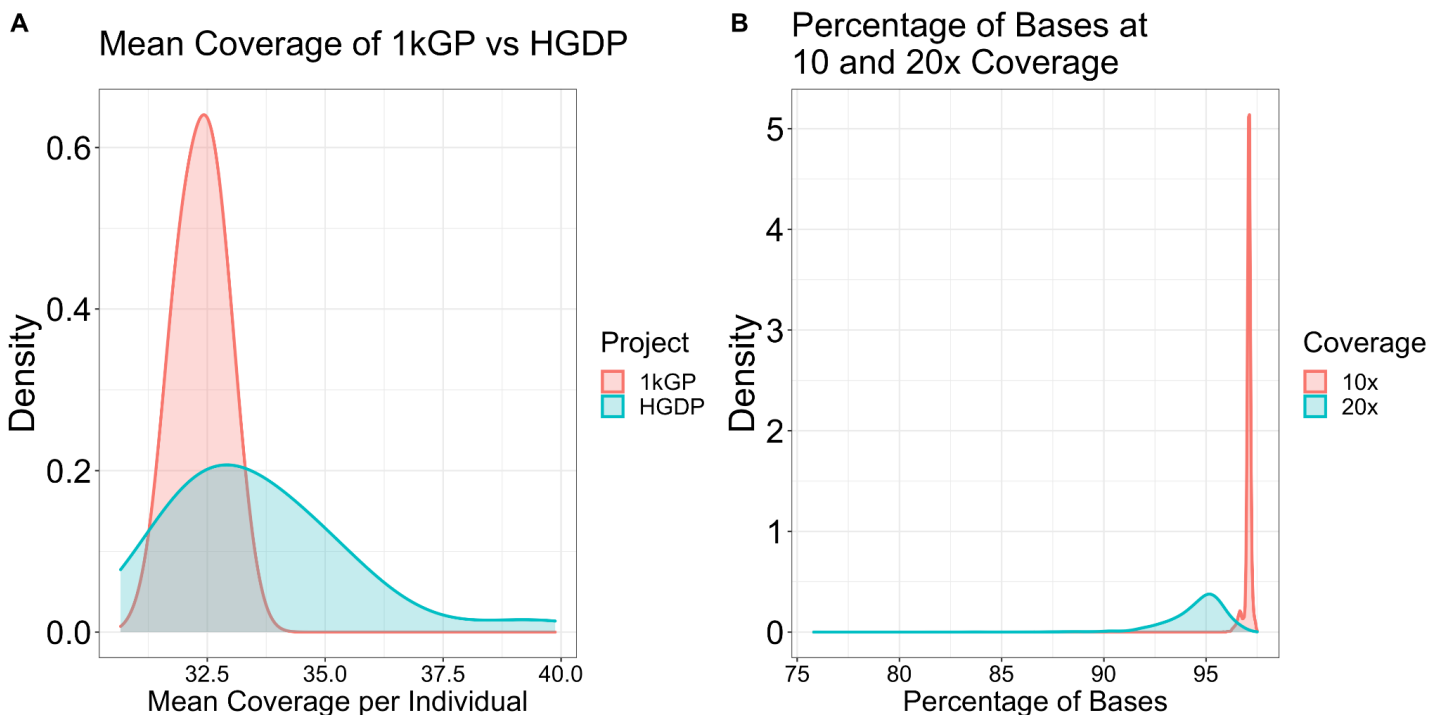 A
Mean Coverage of 1kGP vs HGDP
Density
0.6
0.4
0.2
0.0
32.5
35.0
37.5
40.0
Mean Coverage per Individual
Project
1kGP
HGDP
B
Percentage of Bases at
10 and 20x Coverage
Density
5
4
3
2
1
0
75
80
85
90
95
Percentage of Bases
Coverage
10x
20x